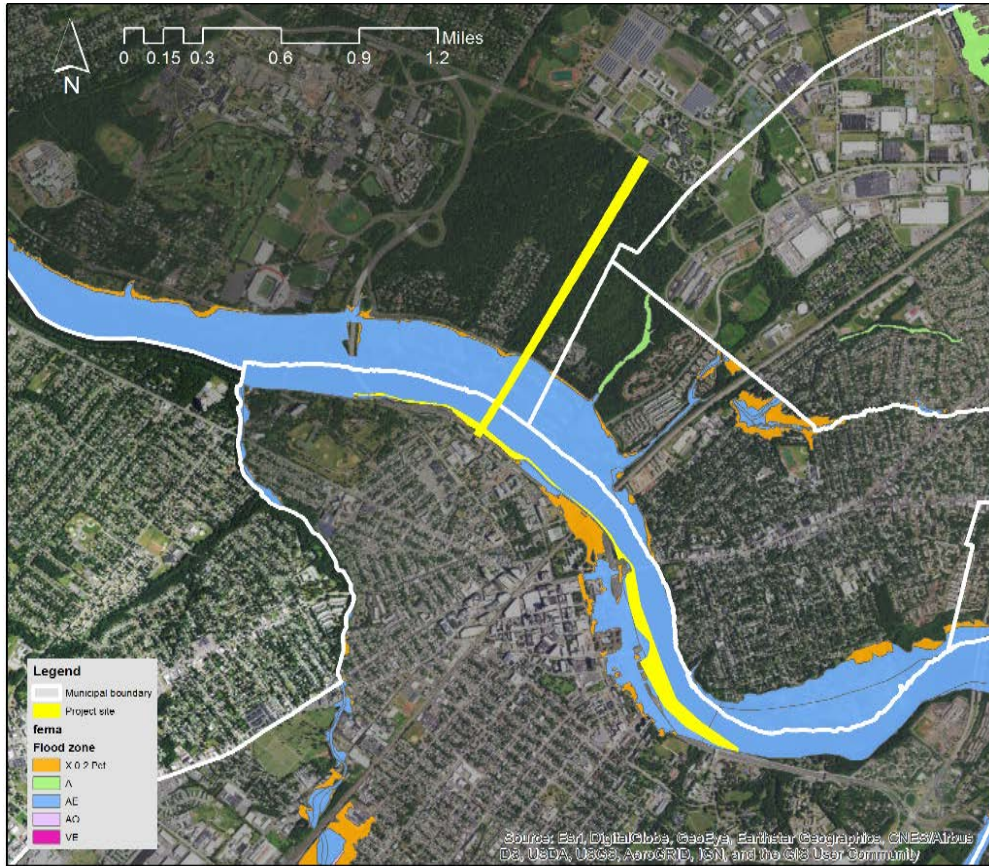 Miles
0 0.15 0.3 0.6 0.9 1.2
N
Legend
Municipal boundary
Project site
fema
Flood zone
X 0.2 Pct
A
AE
AO
VE
Source: Esri, DigitalGlobe, GeoEye, Earthstar Geographics, CNES/Airbus
DS, USDA, USGS, AeroGRID, IGN, and the GIS User Community